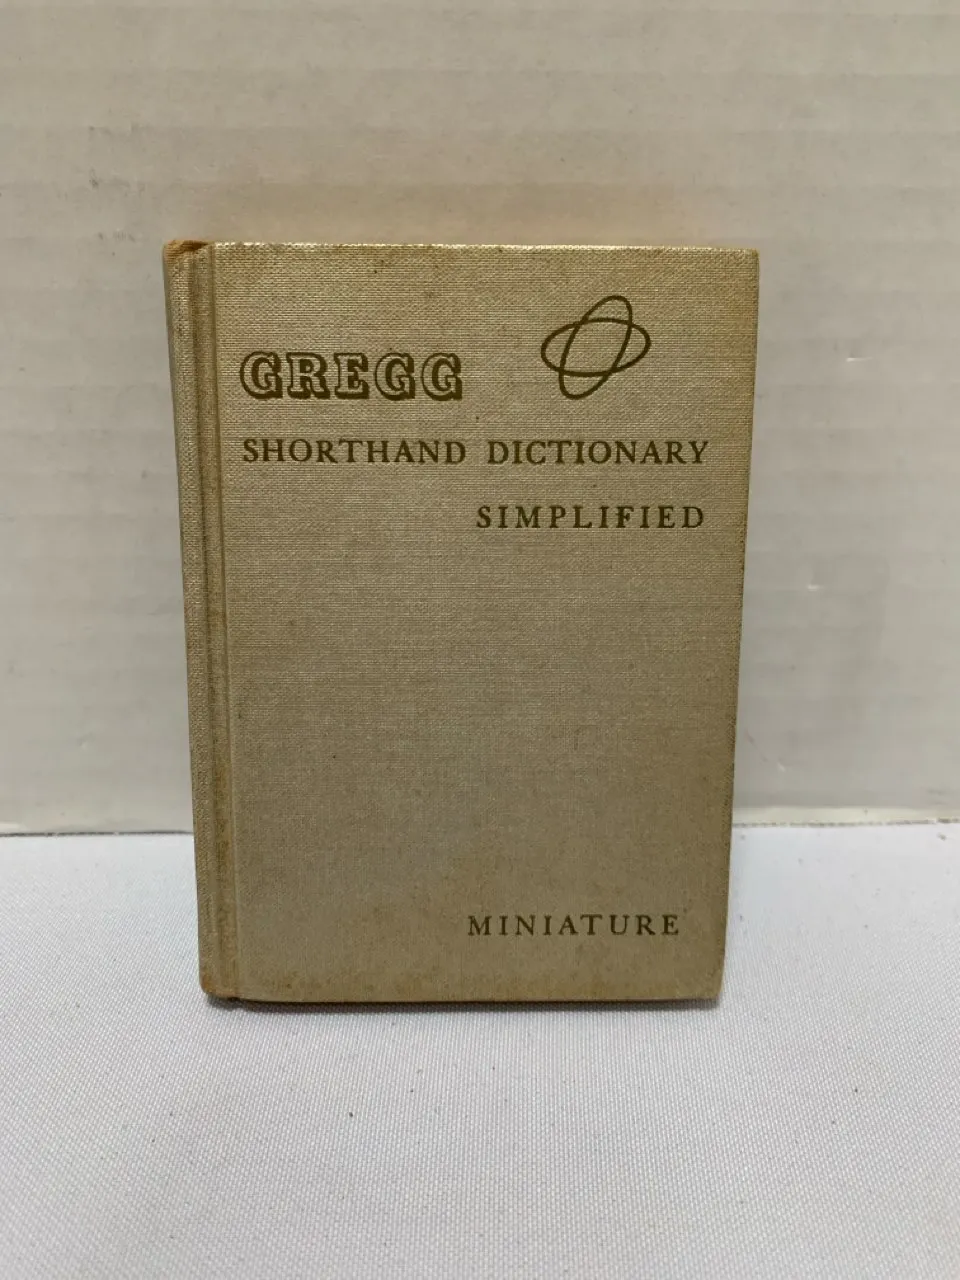 GREGG
SHORTHAND DICTIONARY
SIMPLIFIED
MINIATURE